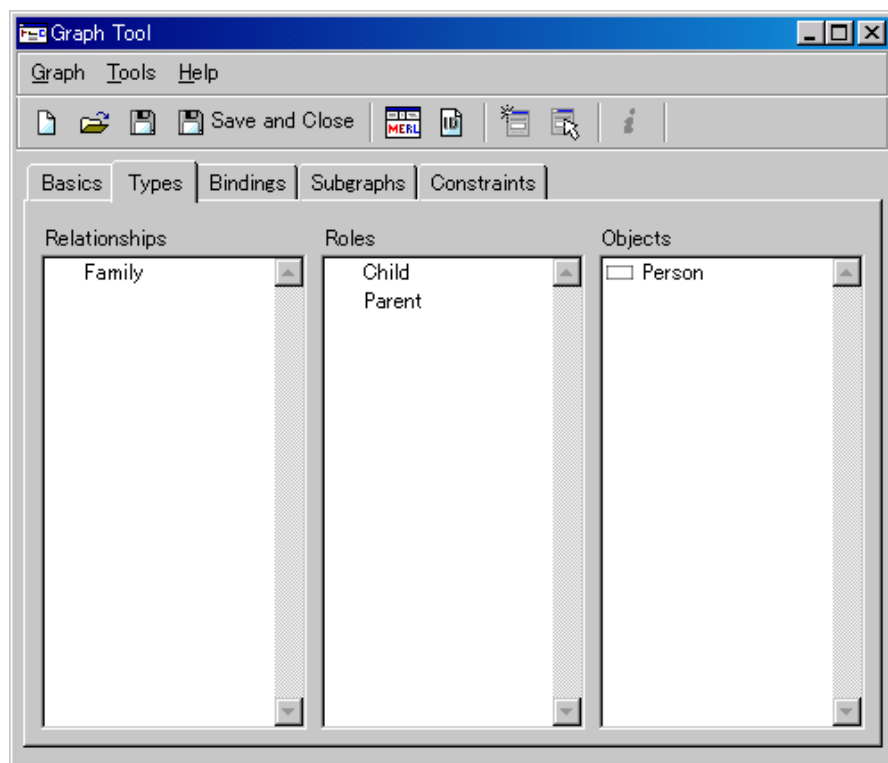 Graph Tool
Graph Tools Help
Save and Close
MERL
Basics Types Bindings Subgraphs Constraints
Relationships Roles Objects
Family Child Person
Parent